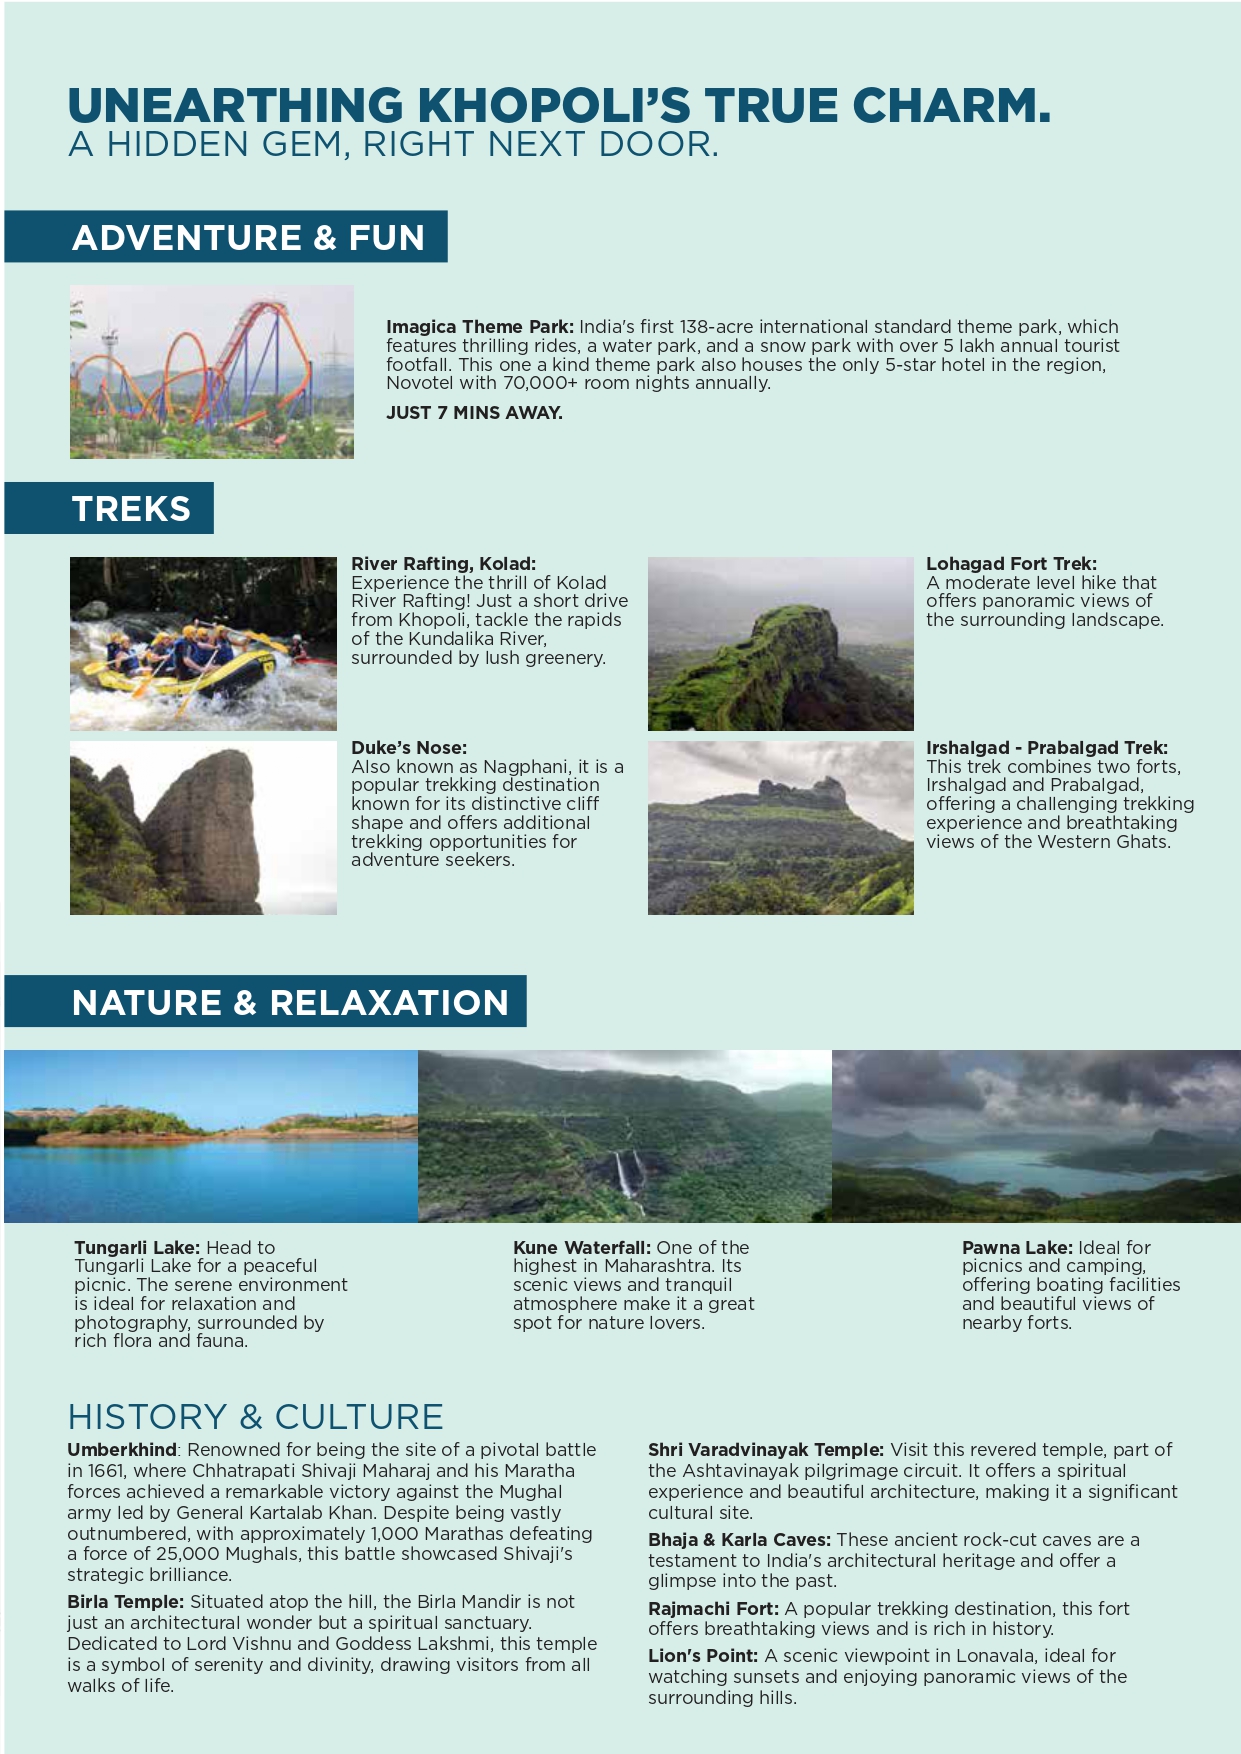 UNEARTHING KHOPOLI’S TRUE CHARM.
A HIDDEN GEM, RIGHT NEXT DOOR.
ADVENTURE & FUN
Imagica Theme Park: India's first 138-acre international standard theme park, which
features thrilling rides, a water park, and a snow park with over 5 lakh annual tourist
footfall. This one a kind theme park also houses the only 5-star hotel in the region,
Novotel with 70,000+ room nights annually.
JUST 7 MINS AWAY.
TREKS
River Rafting, Kolad:
Experience the thrill of Kolad
River Rafting! Just a short drive
from Khopoli, tackle the rapids
of the Kundalika River,
surrounded by lush greenery.
Lohagad Fort Trek:
A moderate level hike that
offers panoramic views of
the surrounding landscape.
Duke’s Nose:
Also known as Nagphani, it is a
popular trekking destination
known for its distinctive cliff
shape and offers additional
trekking opportunities for
adventure seekers.
Irshalgad - Prabalgad Trek:
This trek combines two forts,
Irshalgad and Prabalgad,
offering a challenging trekking
experience and breathtaking
views of the Western Ghats.
NATURE & RELAXATION
Tungarli Lake: Head to
Tungarli Lake for a peaceful
picnic. The serene environment
is ideal for relaxation and
photography, surrounded by
rich flora and fauna.
Kune Waterfall: One of the
highest in Maharashtra. Its
scenic views and tranquil
atmosphere make it a great
spot for nature lovers.
Pawna Lake: Ideal for
picnics and camping,
offering boating facilities
and beautiful views of
nearby forts.
HISTORY & CULTURE
Umberkhind: Renowned for being the site of a pivotal battle
in 1661, where Chhatrapati Shivaji Maharaj and his Maratha
forces achieved a remarkable victory against the Mughal
army led by General Kartalab Khan. Despite being vastly
outnumbered, with approximately 1,000 Marathas defeating
a force of 25,000 Mughals, this battle showcased Shivaji's
strategic brilliance.
Birla Temple: Situated atop the hill, the Birla Mandir is not
just an architectural wonder but a spiritual sanctuary.
Dedicated to Lord Vishnu and Goddess Lakshmi, this temple
is a symbol of serenity and divinity, drawing visitors from all
walks of life.
Shri Varadvinayak Temple: Visit this revered temple, part of
the Ashtavinayak pilgrimage circuit. It offers a spiritual
experience and beautiful architecture, making it a significant
cultural site.
Bhaja & Karla Caves: These ancient rock-cut caves are a
testament to India's architectural heritage and offer a
glimpse into the past.
Rajmachi Fort: A popular trekking destination, this fort
offers breathtaking views and is rich in history.
Lion's Point: A scenic viewpoint in Lonavala, ideal for
watching sunsets and enjoying panoramic views of the
surrounding hills.